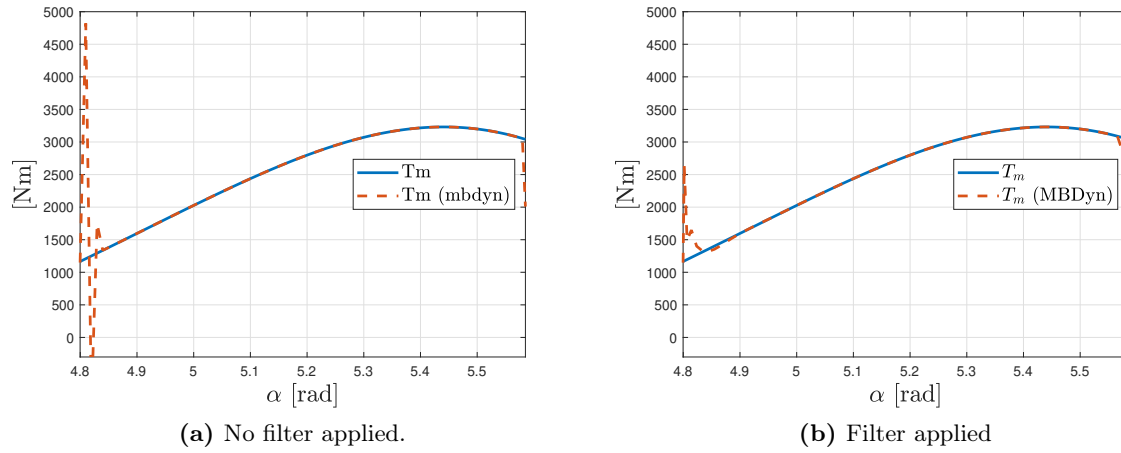 5000
4500
4000
3500
3000
2500
2000
1500
1000
500
0
[Nm]
Tm
Tm (mbdyn)
4.8 4.9 5 5.1 5.2 5.3 5.4 5.5
α [rad]
(a) No filter applied.
5000
4500
4000
3500
3000
2500
2000
1500
1000
500
0
[Nm]
T_m
T_m (MBDyn)
4.8 4.9 5 5.1 5.2 5.3 5.4 5.5
α [rad]
(b) Filter applied